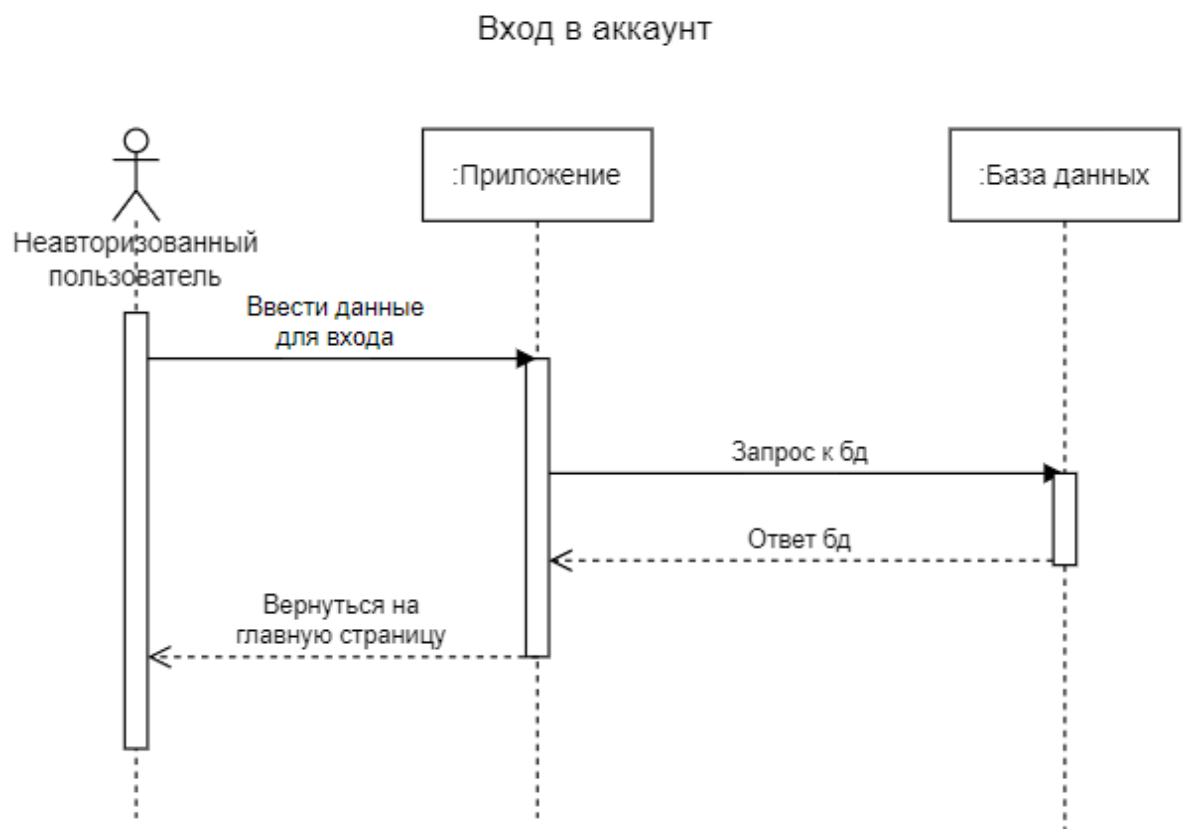 Вход в аккаунт
:Приложение
:База данных
Неавторизованный
пользователь
Ввести данные
для входа
Запрос к бд
Ответ бд
Вернуться на
главную страницу